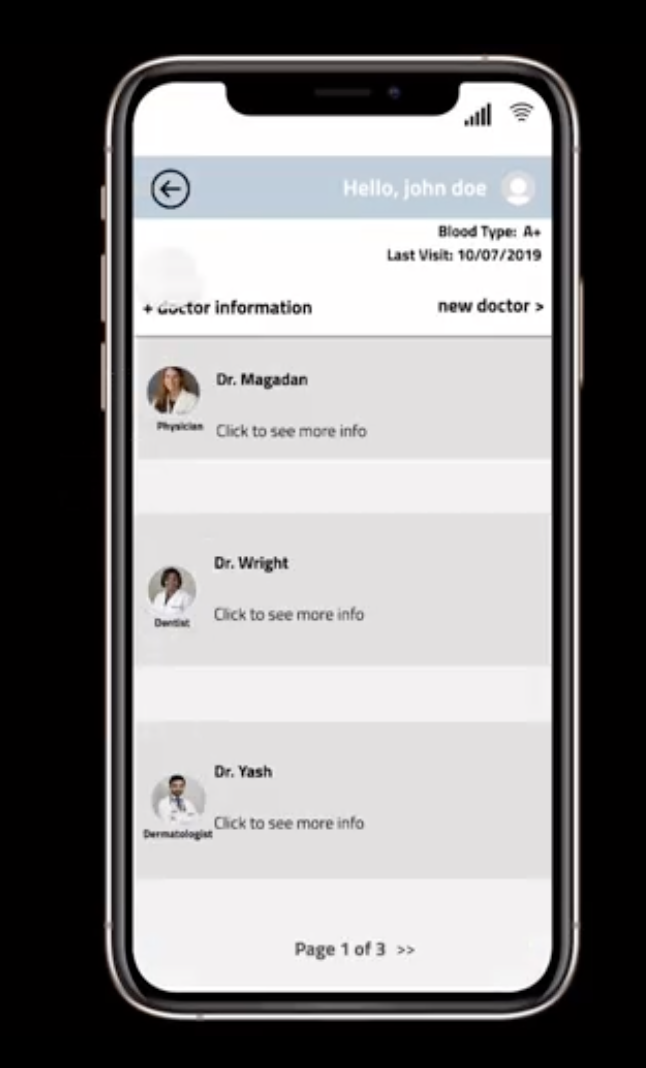 Hello, john doe
Blood Type: A+
Last Visit: 10/07/2019
+ doctor information
new doctor >
Dr. Magadan
Physician
Click to see more info
Dr. Wright
Click to see more info
Dentist
Dr. Yash
Click to see more info
Dermatologist
Page 1 of 3 >>